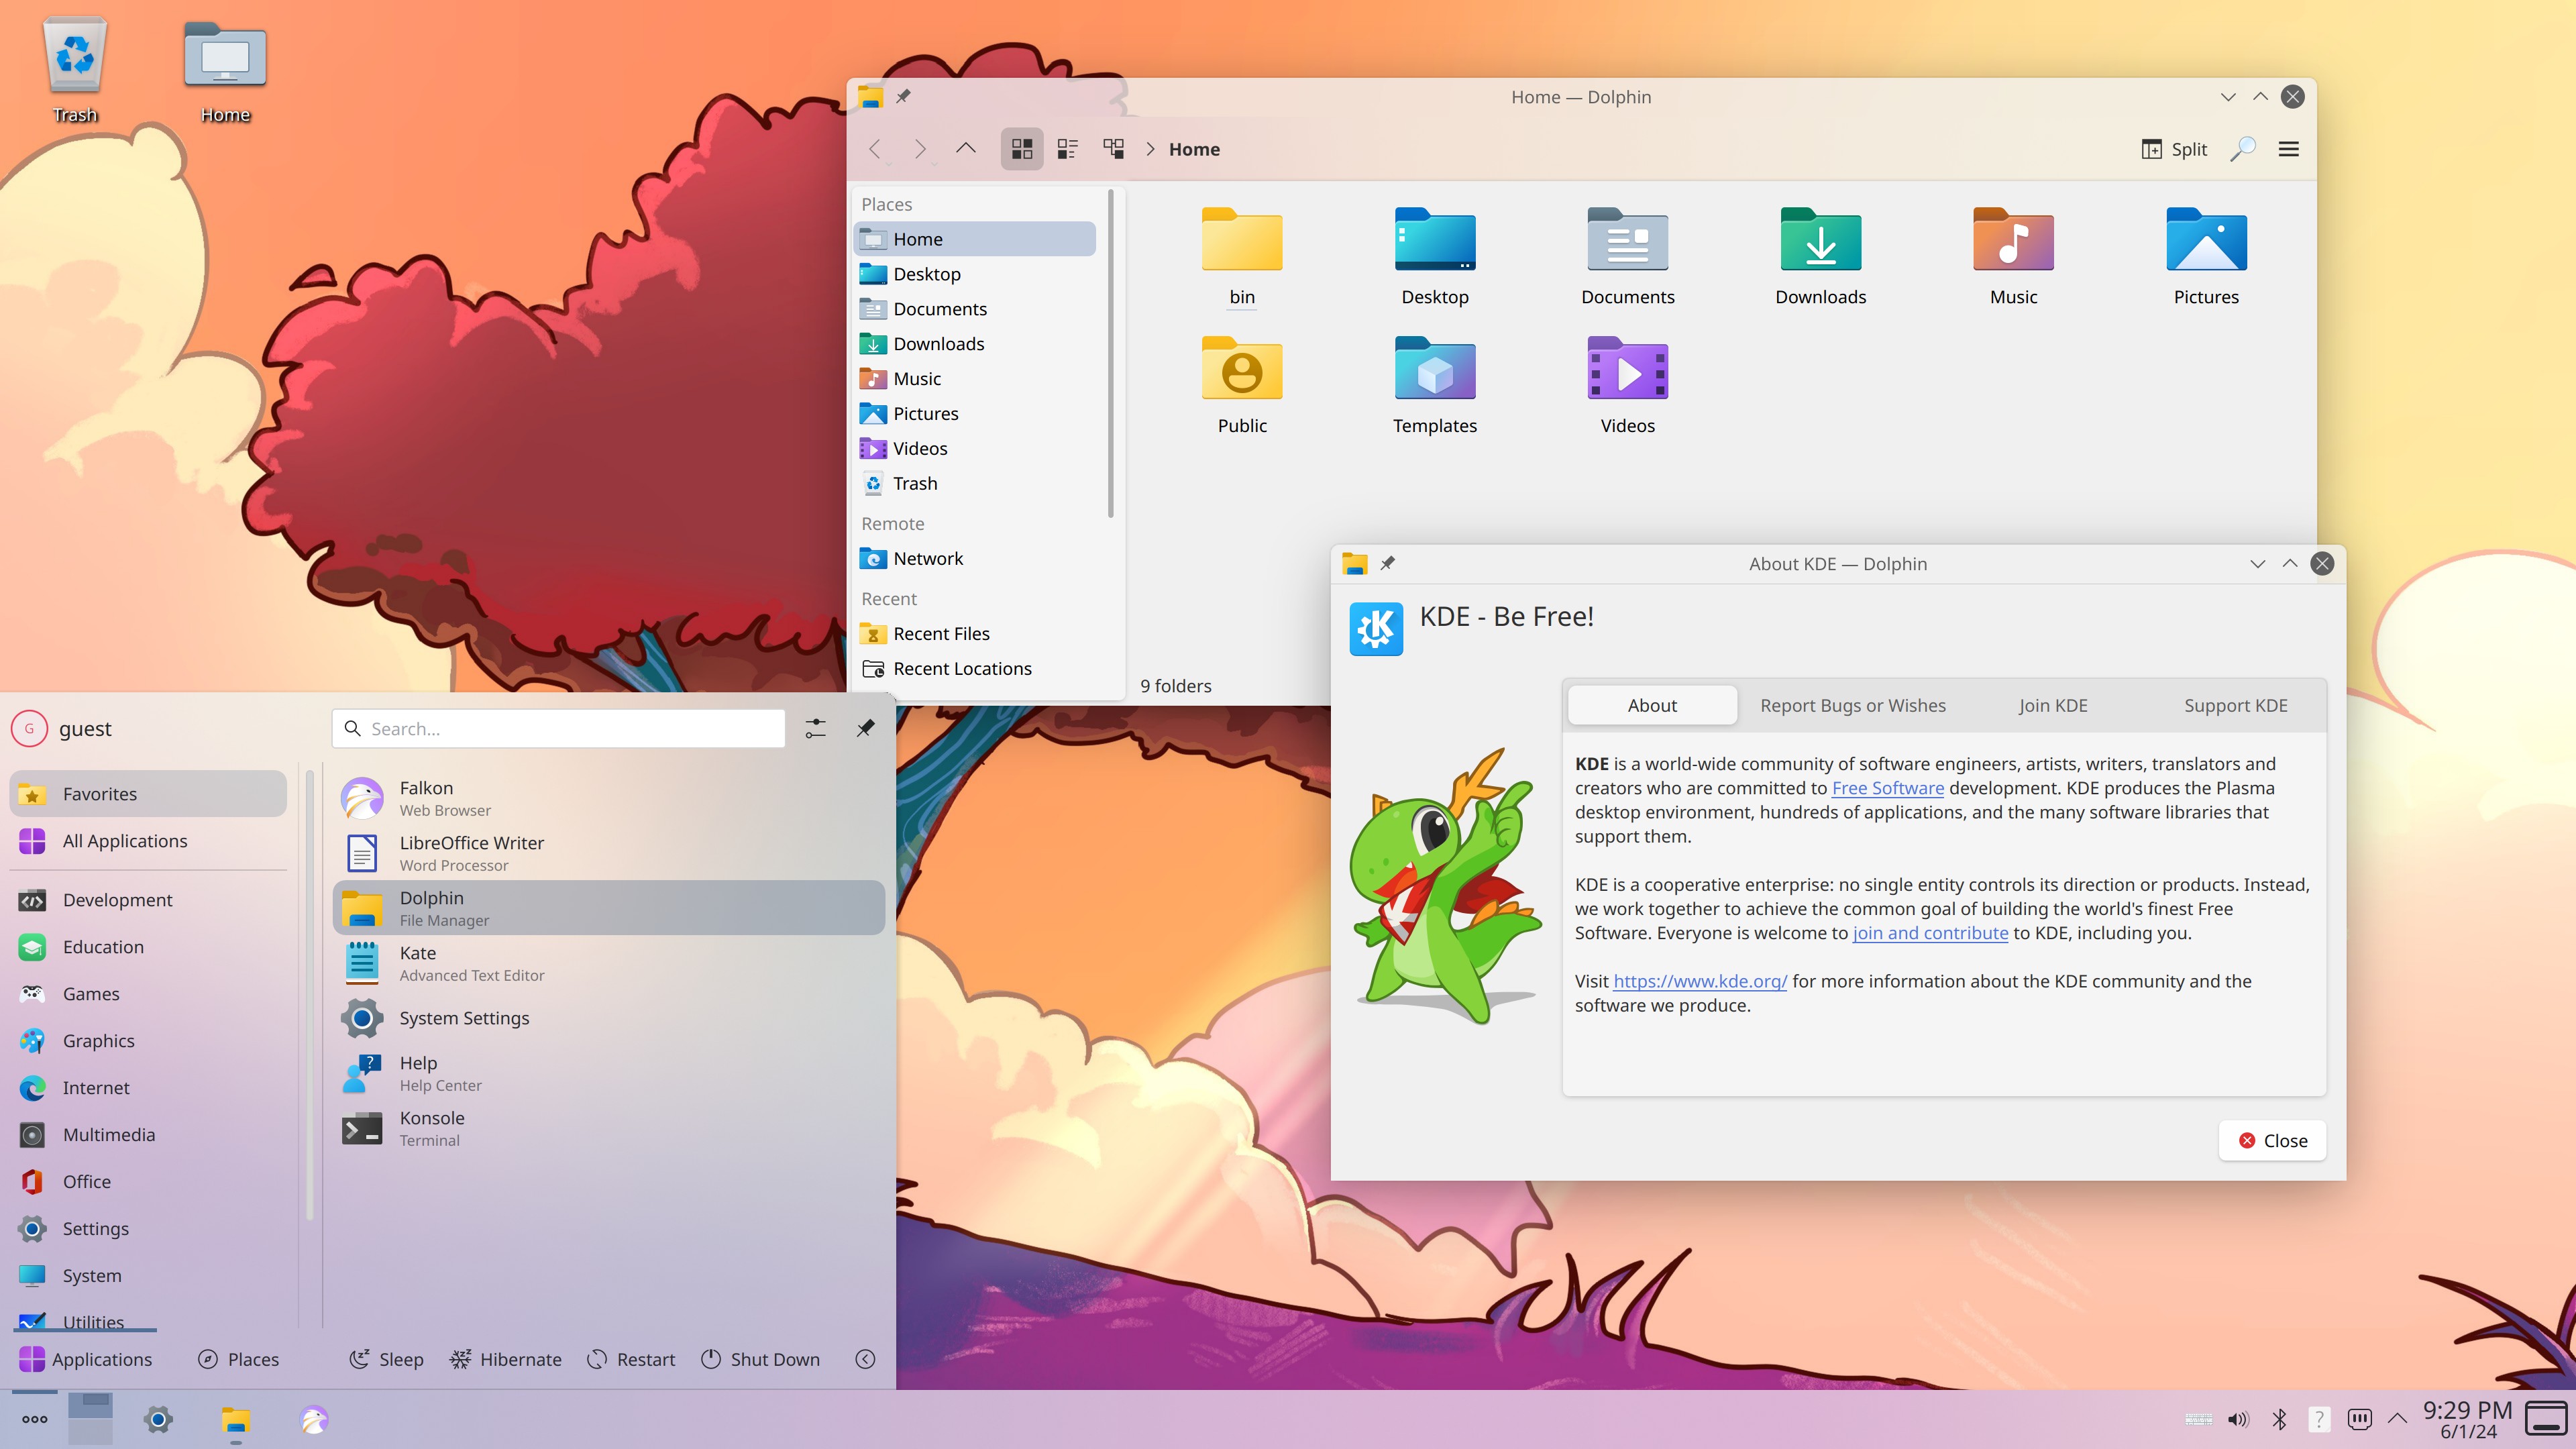 Trash
Home
Home — Dolphin
Home
Split
Places
Home
Desktop
Documents
Downloads
Music
Pictures
Videos
Trash
Remote
Network
Recent
Recent Files
Recent Locations
bin
Desktop
Documents
Downloads
Music
Pictures
Public
Templates
Videos
9 folders
About KDE — Dolphin
KDE - Be Free!
About
Report Bugs or Wishes
Join KDE
Support KDE
KDE is a world-wide community of software engineers, artists, writers, translators and
creators who are committed to Free Software development. KDE produces the Plasma
desktop environment, hundreds of applications, and the many software libraries that
support them.
KDE is a cooperative enterprise: no single entity controls its direction or products. Instead,
we work together to achieve the common goal of building the world's finest Free
Software. Everyone is welcome to join and contribute to KDE, including you.
Visit https://www.kde.org/ for more information about the KDE community and the
software we produce.
Close
G
guest
Search...
Favorites
All Applications
Development
Education
Games
Graphics
Internet
Multimedia
Office
Settings
System
Utilities
Falkon
Web Browser
LibreOffice Writer
Word Processor
Dolphin
File Manager
Kate
Advanced Text Editor
System Settings
Help
Help Center
Konsole
Terminal
Applications
Places
Sleep
Hibernate
Restart
Shut Down
9:29 PM
6/1/24